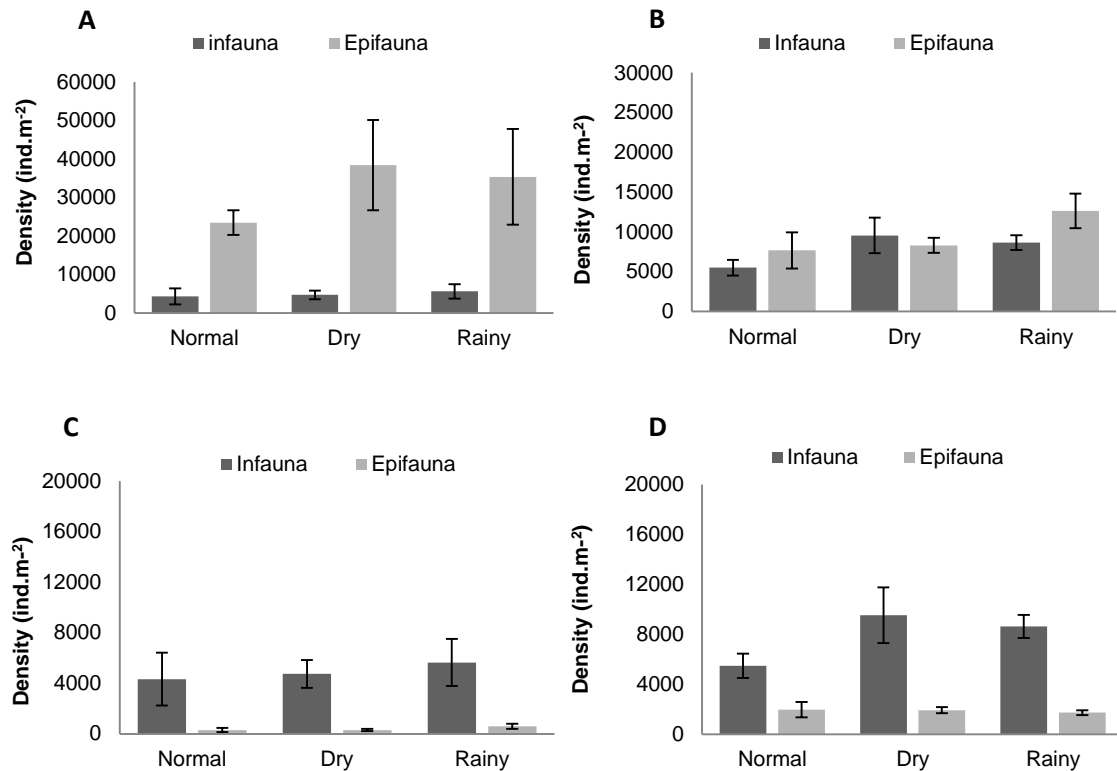 A
infauna Epifauna
Density (ind.m-²)
60000
50000
40000
30000
20000
10000
0
Normal Dry Rainy
B
Infauna Epifauna
Density (ind.m-²)
30000
25000
20000
15000
10000
5000
0
Normal Dry Rainy
C
Infauna Epifauna
Density (ind.m-²)
20000
16000
12000
8000
4000
0
Normal Dry Rainy
D
Infauna Epifauna
Density (ind.m-²)
20000
16000
12000
8000
4000
0
Normal Dry Rainy